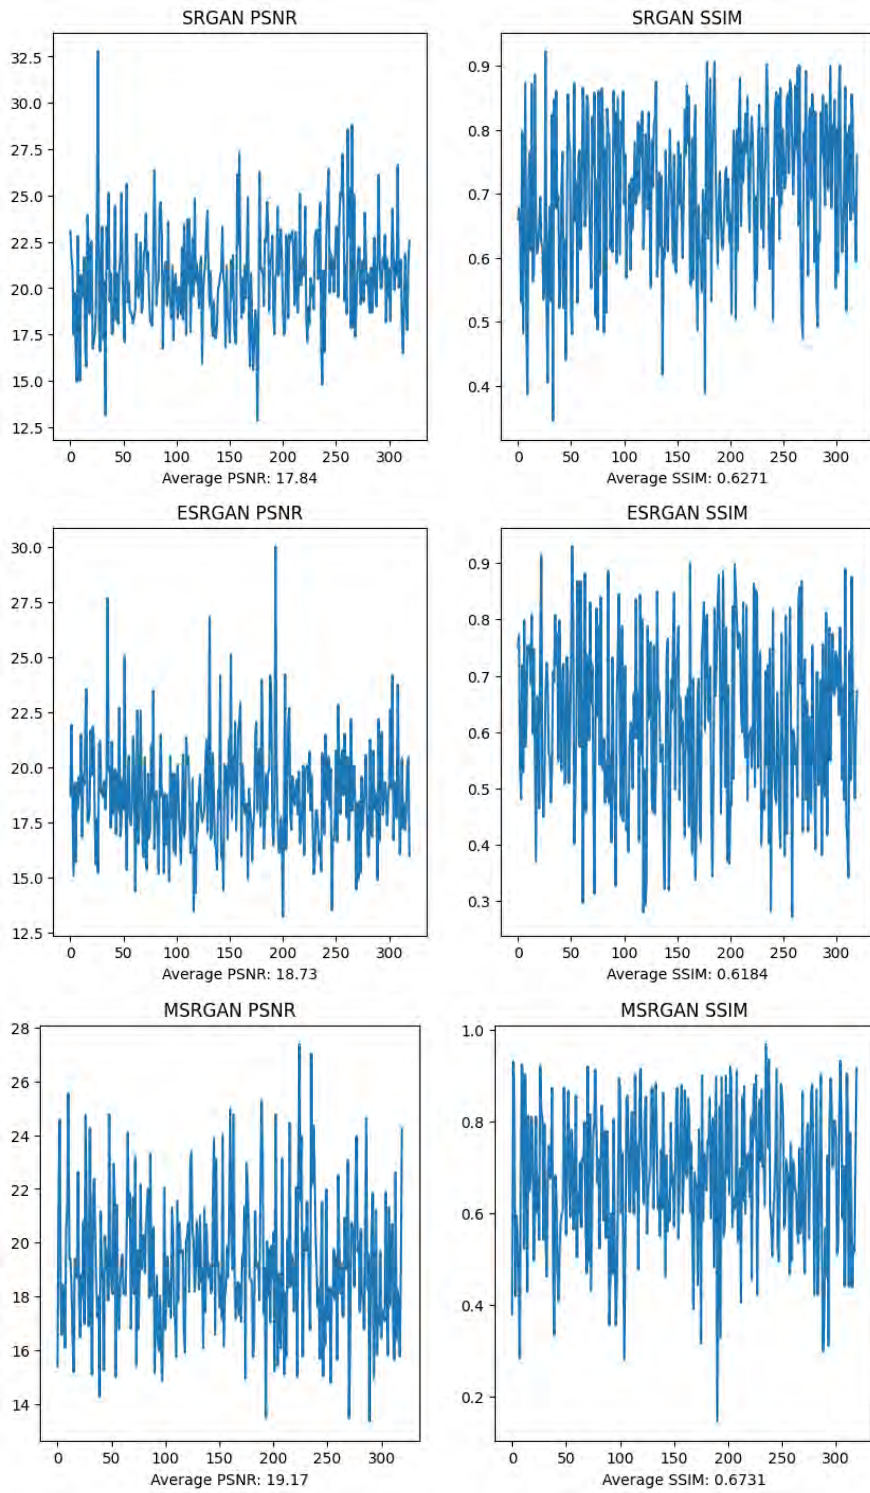 SRGAN PSNR
32.5
30.0
27.5
25.0
22.5
20.0
17.5
15.0
12.5
0 50 100 150 200 250 300
Average PSNR: 17.84
SRGAN SSIM
0.9
0.8
0.7
0.6
0.5
0.4
0 50 100 150 200 250 300
Average SSIM: 0.6271
ESRGAN PSNR
30.0
27.5
25.0
22.5
20.0
17.5
15.0
12.5
0 50 100 150 200 250 300
Average PSNR: 18.73
ESRGAN SSIM
0.9
0.8
0.7
0.6
0.5
0.4
0.3
0 50 100 150 200 250 300
Average SSIM: 0.6184
MSRGAN PSNR
28
26
24
22
20
18
16
14
0 50 100 150 200 250 300
Average PSNR: 19.17
MSRGAN SSIM
1.0
0.8
0.6
0.4
0.2
0 50 100 150 200 250 300
Average SSIM: 0.6731